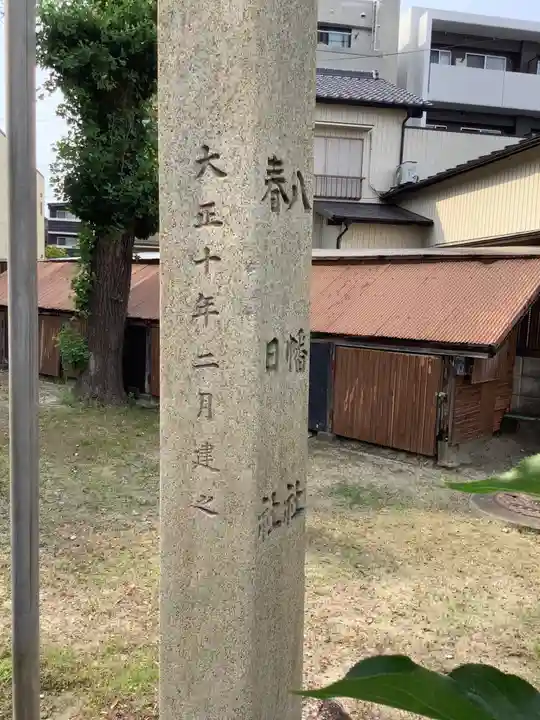 八幡社
春日社
大正十年二月建之